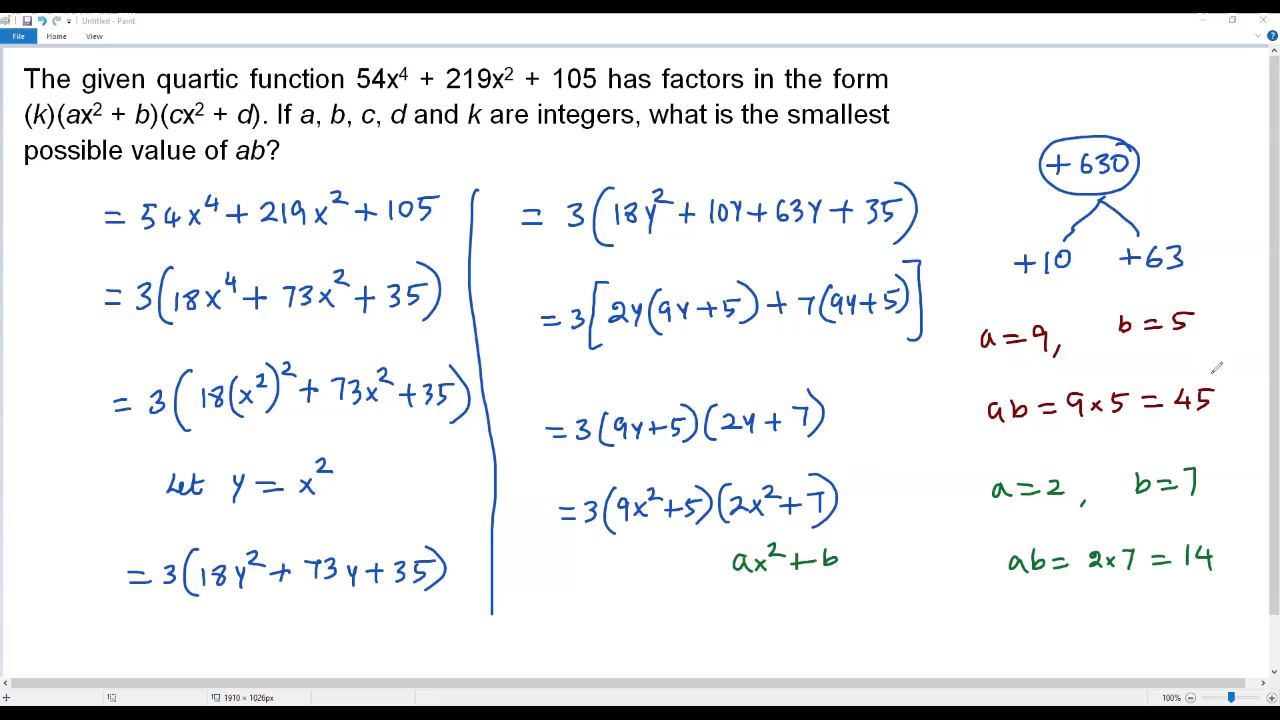 Untitled - Paint
File Home View
The given quartic function 54x⁴ + 219x² + 105 has factors in the form
(k)(ax² + b)(cx² + d). If a, b, c, d and k are integers, what is the smallest
possible value of ab?
= 54x⁴ + 219x² + 105
= 3(18x⁴ + 73x² + 35)
= 3(18(x²)² + 73x² + 35)
Let y = x²
= 3(18y² + 73y + 35)
= 3(18y² + 10y + 63y + 35)
= 3[2y(9y + 5) + 7(9y + 5)]
= 3(9y + 5)(2y + 7)
= 3(9x² + 5)(2x² + 7)
ax² + b
+ 630
+10 +63
a = 9, b = 5
ab = 9 × 5 = 45
a = 2, b = 7
ab = 2 × 7 = 14
1910 × 1026px 100%